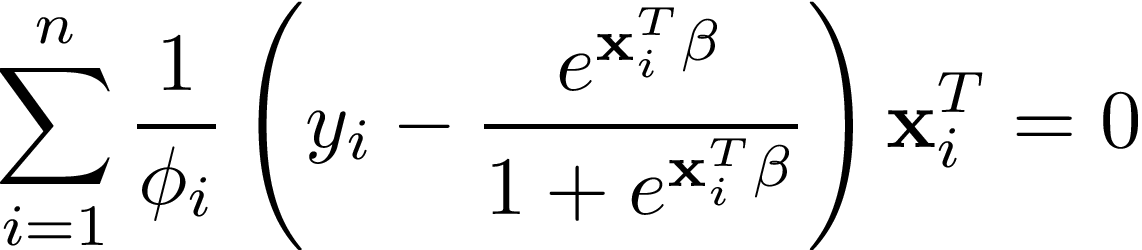 \sum_{i=1}^{n} \frac{1}{\phi_i} \left( y_i - \frac{e^{\mathbf{x}_i^T \beta}}{1 + e^{\mathbf{x}_i^T \beta}} \right) \mathbf{x}_i^T = 0